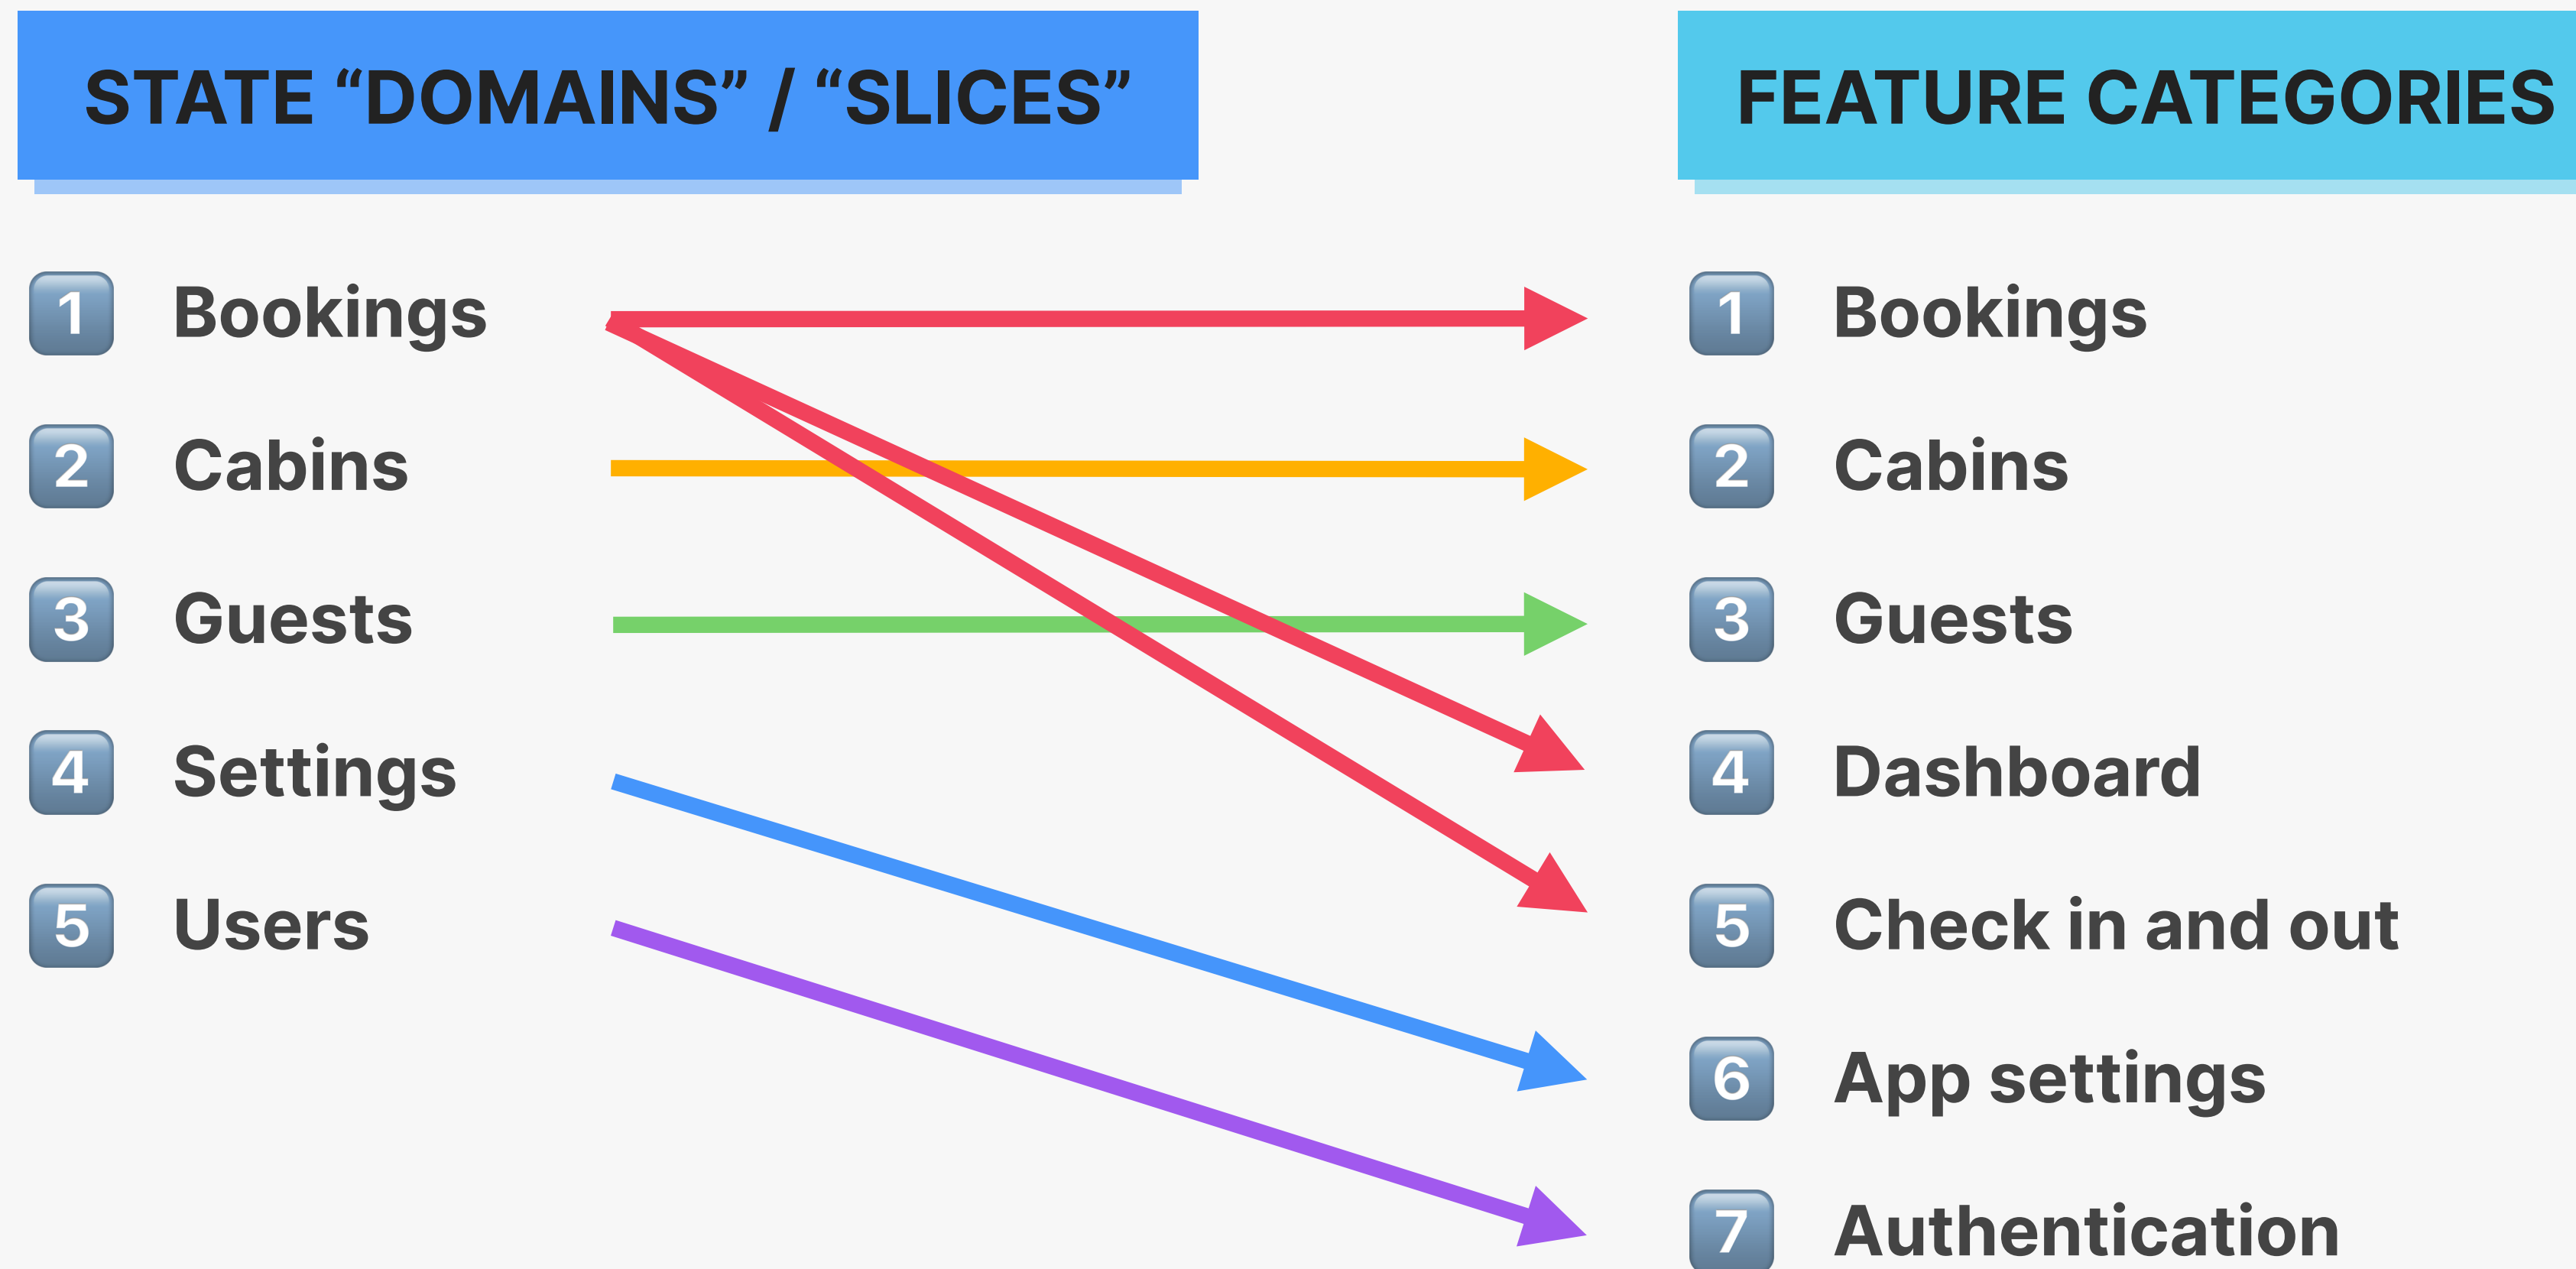 STATE “DOMAINS” / “SLICES”
1 Bookings
2 Cabins
3 Guests
4 Settings
5 Users
FEATURE CATEGORIES
1 Bookings
2 Cabins
3 Guests
4 Dashboard
5 Check in and out
6 App settings
7 Authentication